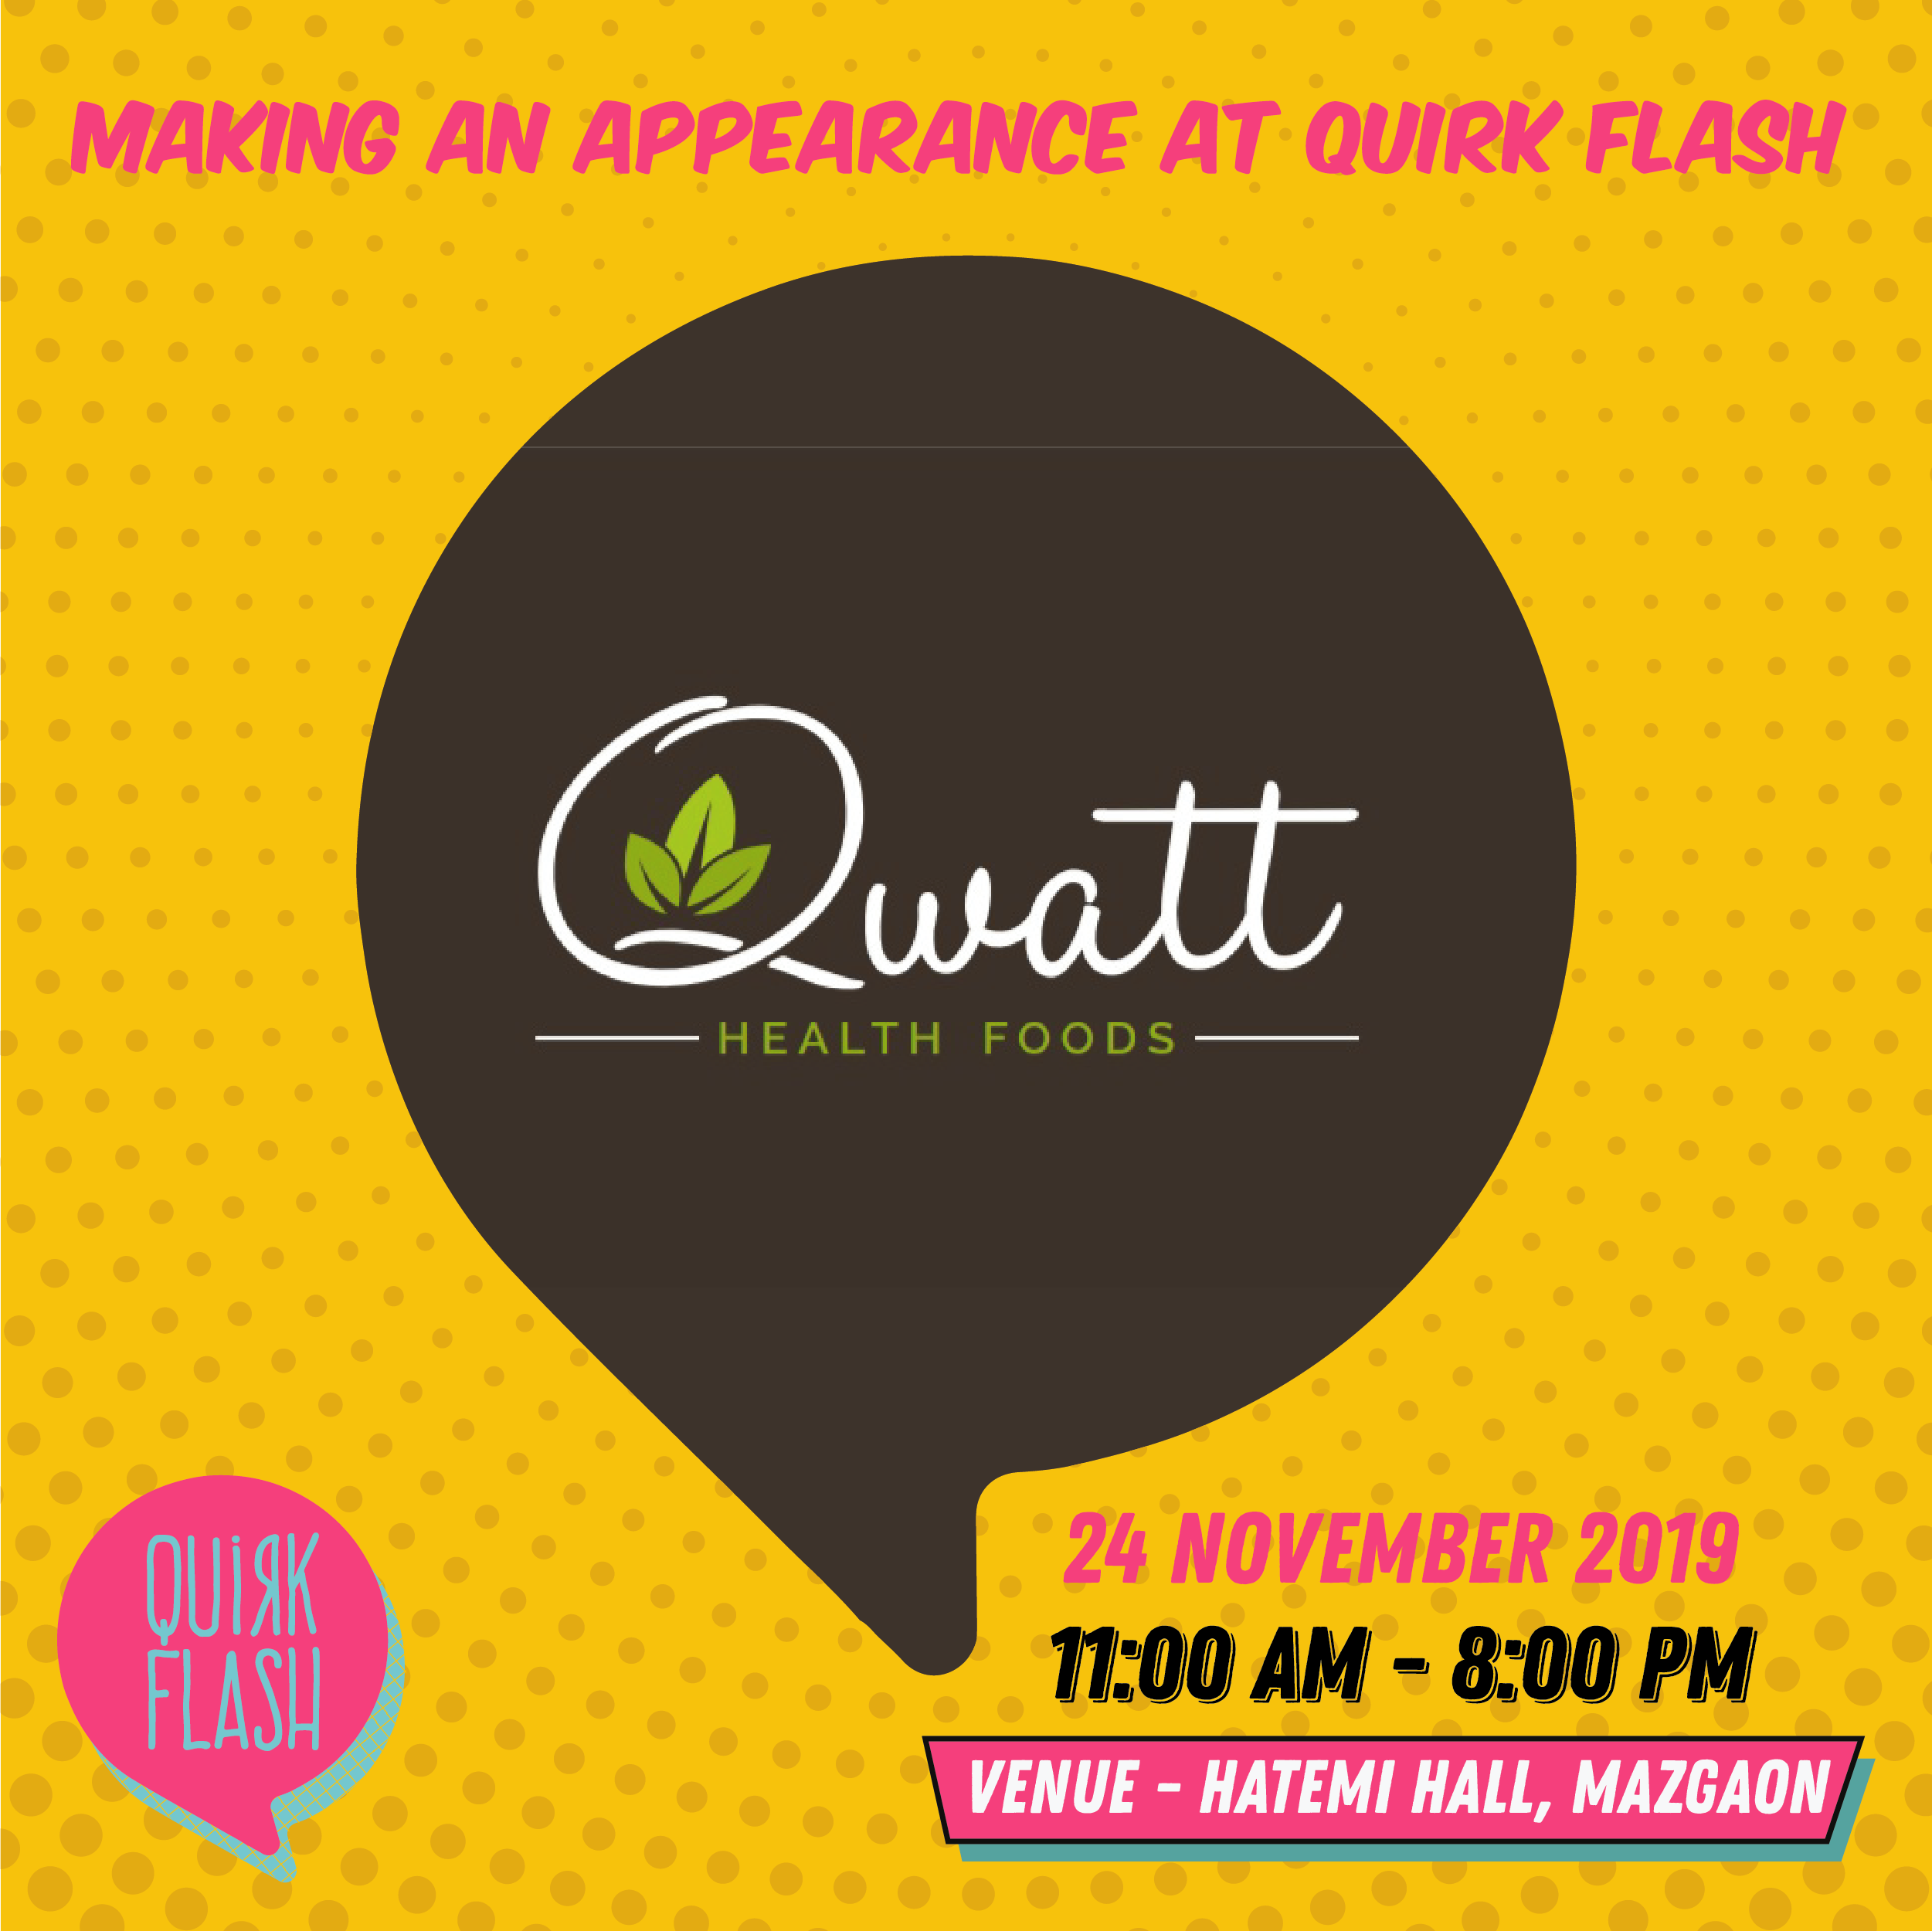 MAKING AN APPEARANCE AT QUIRK FLASH
Qwatt
HEALTH FOODS
QUiRK
FLASH
24 NOVEMBER 2019
11:00 AM - 8:00 PM
VENUE - HATEMI HALL, MAZGAON